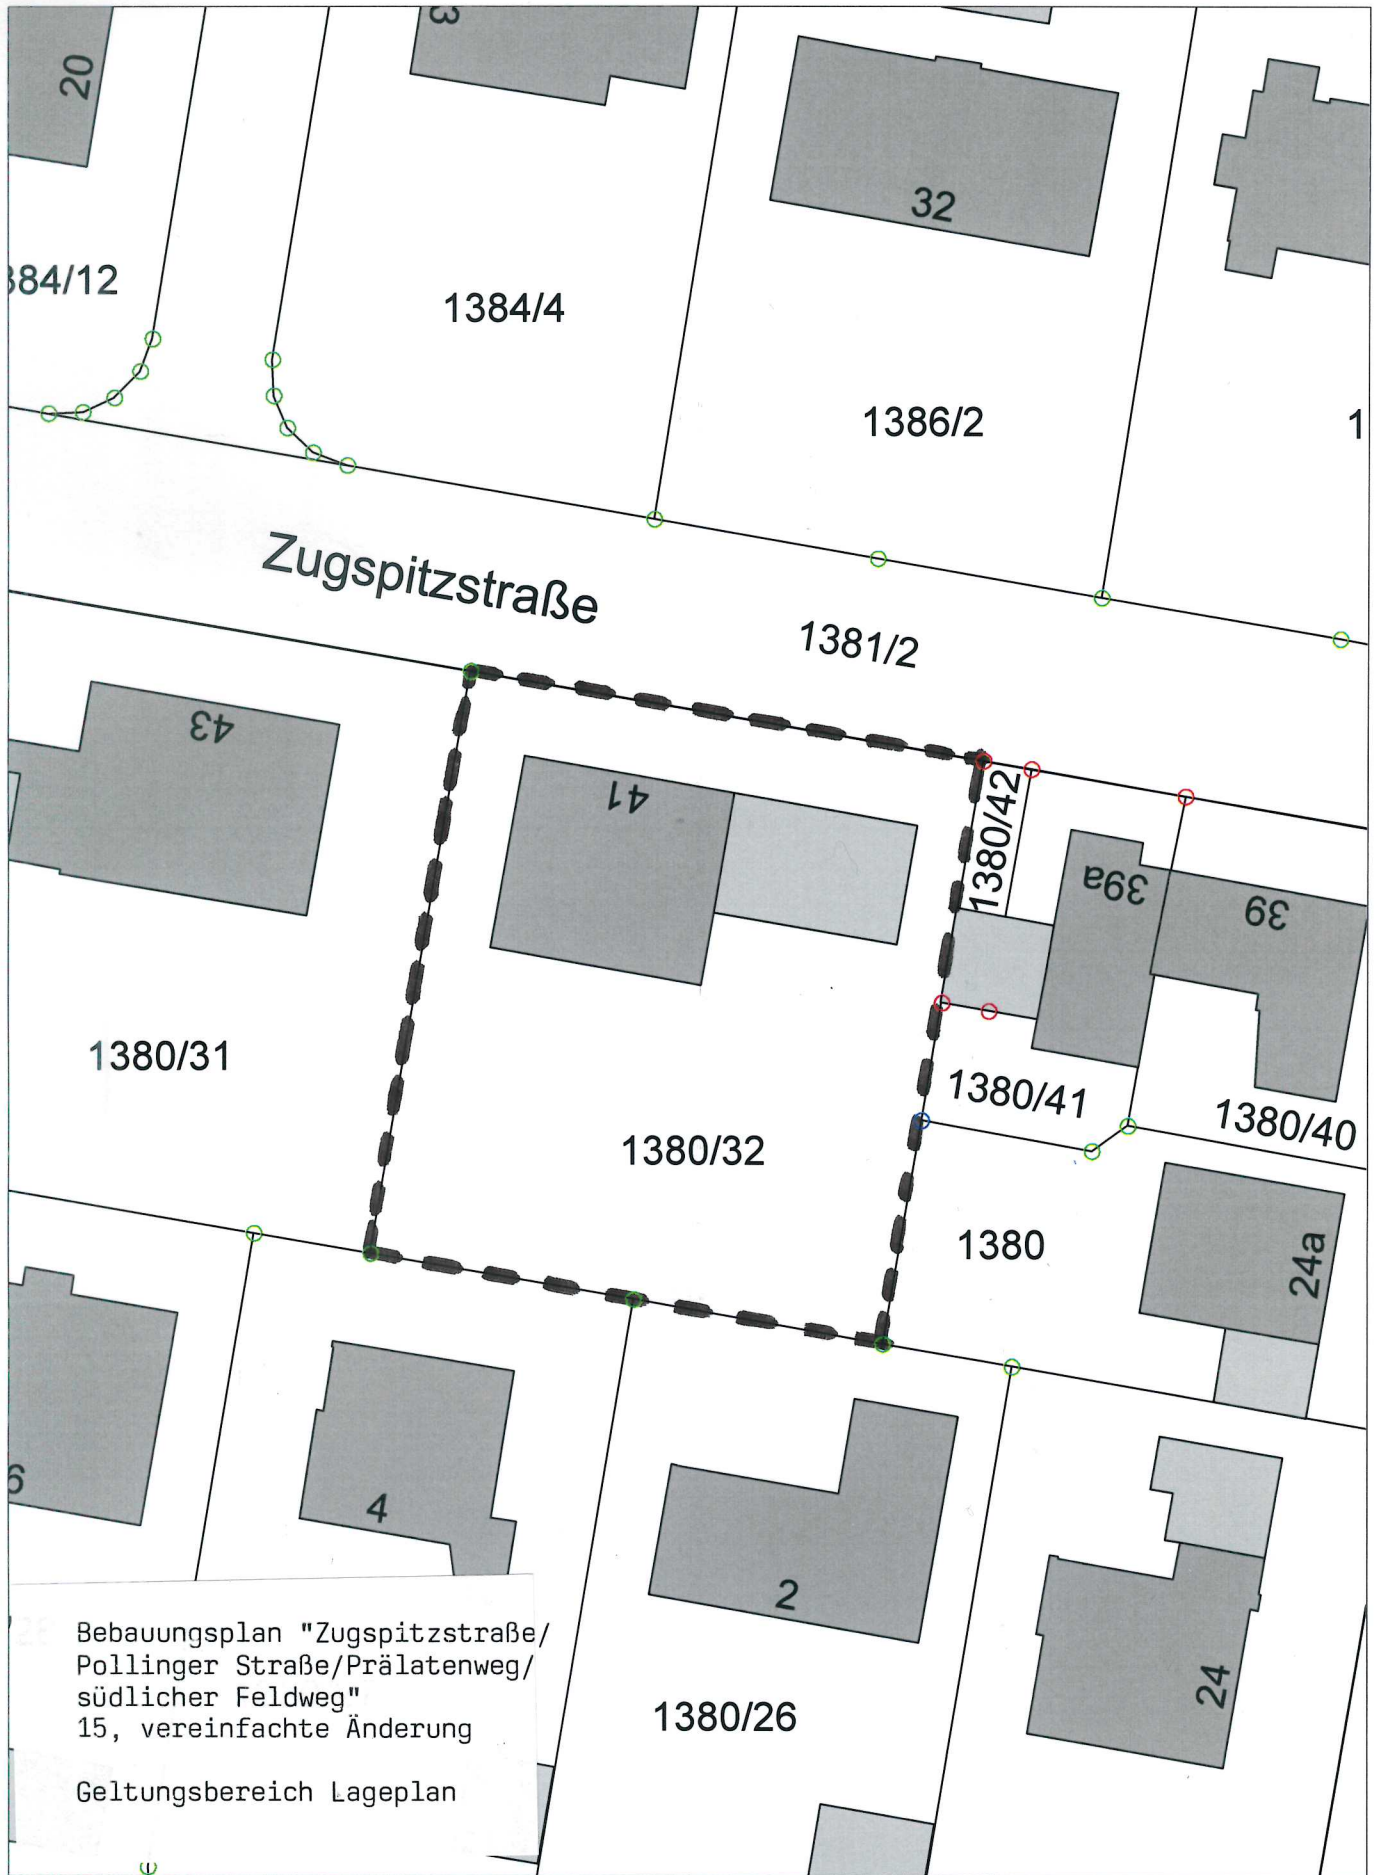 3
20
32
384/12
1384/4
1386/2
1
Zugspitzstraße
1381/2
43
41
1380/42
39a
39
1380/31
1380/41
1380/40
1380/32
1380
24a
6
4
2
24
1380/26
Bebauungsplan "Zugspitzstraße/
Pollinger Straße/Prälatenweg/
südlicher Feldweg"
15, vereinfachte Änderung
Geltungsbereich Lageplan